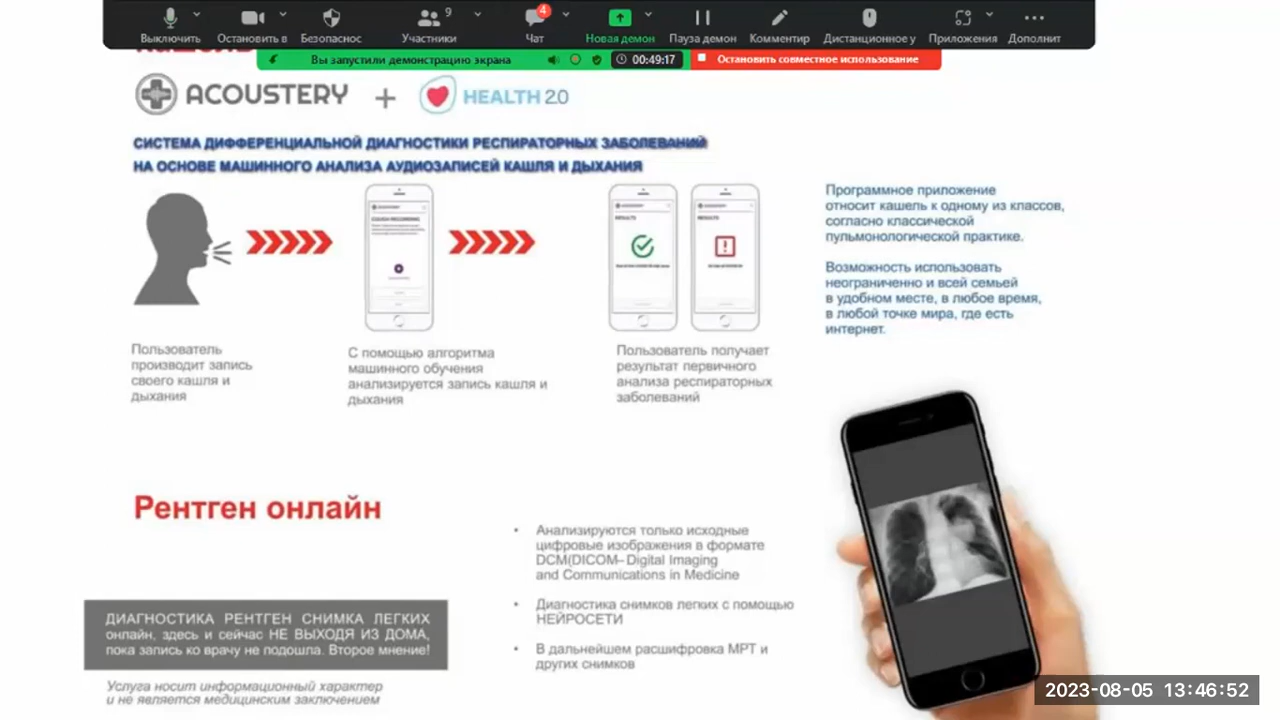 Выключить
Остановить в
Безопаснос
9
Участники
4
Чат
Новая демон
Пауза демон
Комментир
Дистанционное у
Приложения
Дополнит
Вы запустили демонстрацию экрана
00:49:17
Остановить совместное использование
ACOUSTERY + HEALTH 2.0
СИСТЕМА ДИФФЕРЕНЦИАЛЬНОЙ ДИАГНОСТИКИ РЕСПИРАТОРНЫХ ЗАБОЛЕВАНИЙ
НА ОСНОВЕ МАШИННОГО АНАЛИЗА АУДИОЗАПИСЕЙ КАШЛЯ И ДЫХАНИЯ
ACOUSTERY
COUGH RECORDING
RESULTS
RESULTS
Пользователь
производит запись
своего кашля и
дыхания
С помощью алгоритма
машинного обучения
анализируется запись кашля и
дыхания
Пользователь получает
результат первичного
анализа респираторных
заболеваний
Программное приложение
относит кашель к одному из классов,
согласно классической
пульмонологической практике.
Возможность использовать
неограниченно и всей семьей
в удобном месте, в любое время,
в любой точке мира, где есть
интернет.
Рентген онлайн
ДИАГНОСТИКА РЕНТГЕН СНИМКА ЛЕГКИХ
онлайн, здесь и сейчас НЕ ВЫХОДЯ ИЗ ДОМА,
пока запись ко врачу не подошла. Второе мнение!
Услуга носит информационный характер
и не является медицинским заключением
• Анализируются только исходные
цифровые изображения в формате
DCM(DICOM– Digital Imaging
and Communications in Medicine
• Диагностика снимков легких с помощью
НЕЙРОСЕТИ
• В дальнейшем расшифровка МРТ и
других снимков
2023-08-05 13:46:52